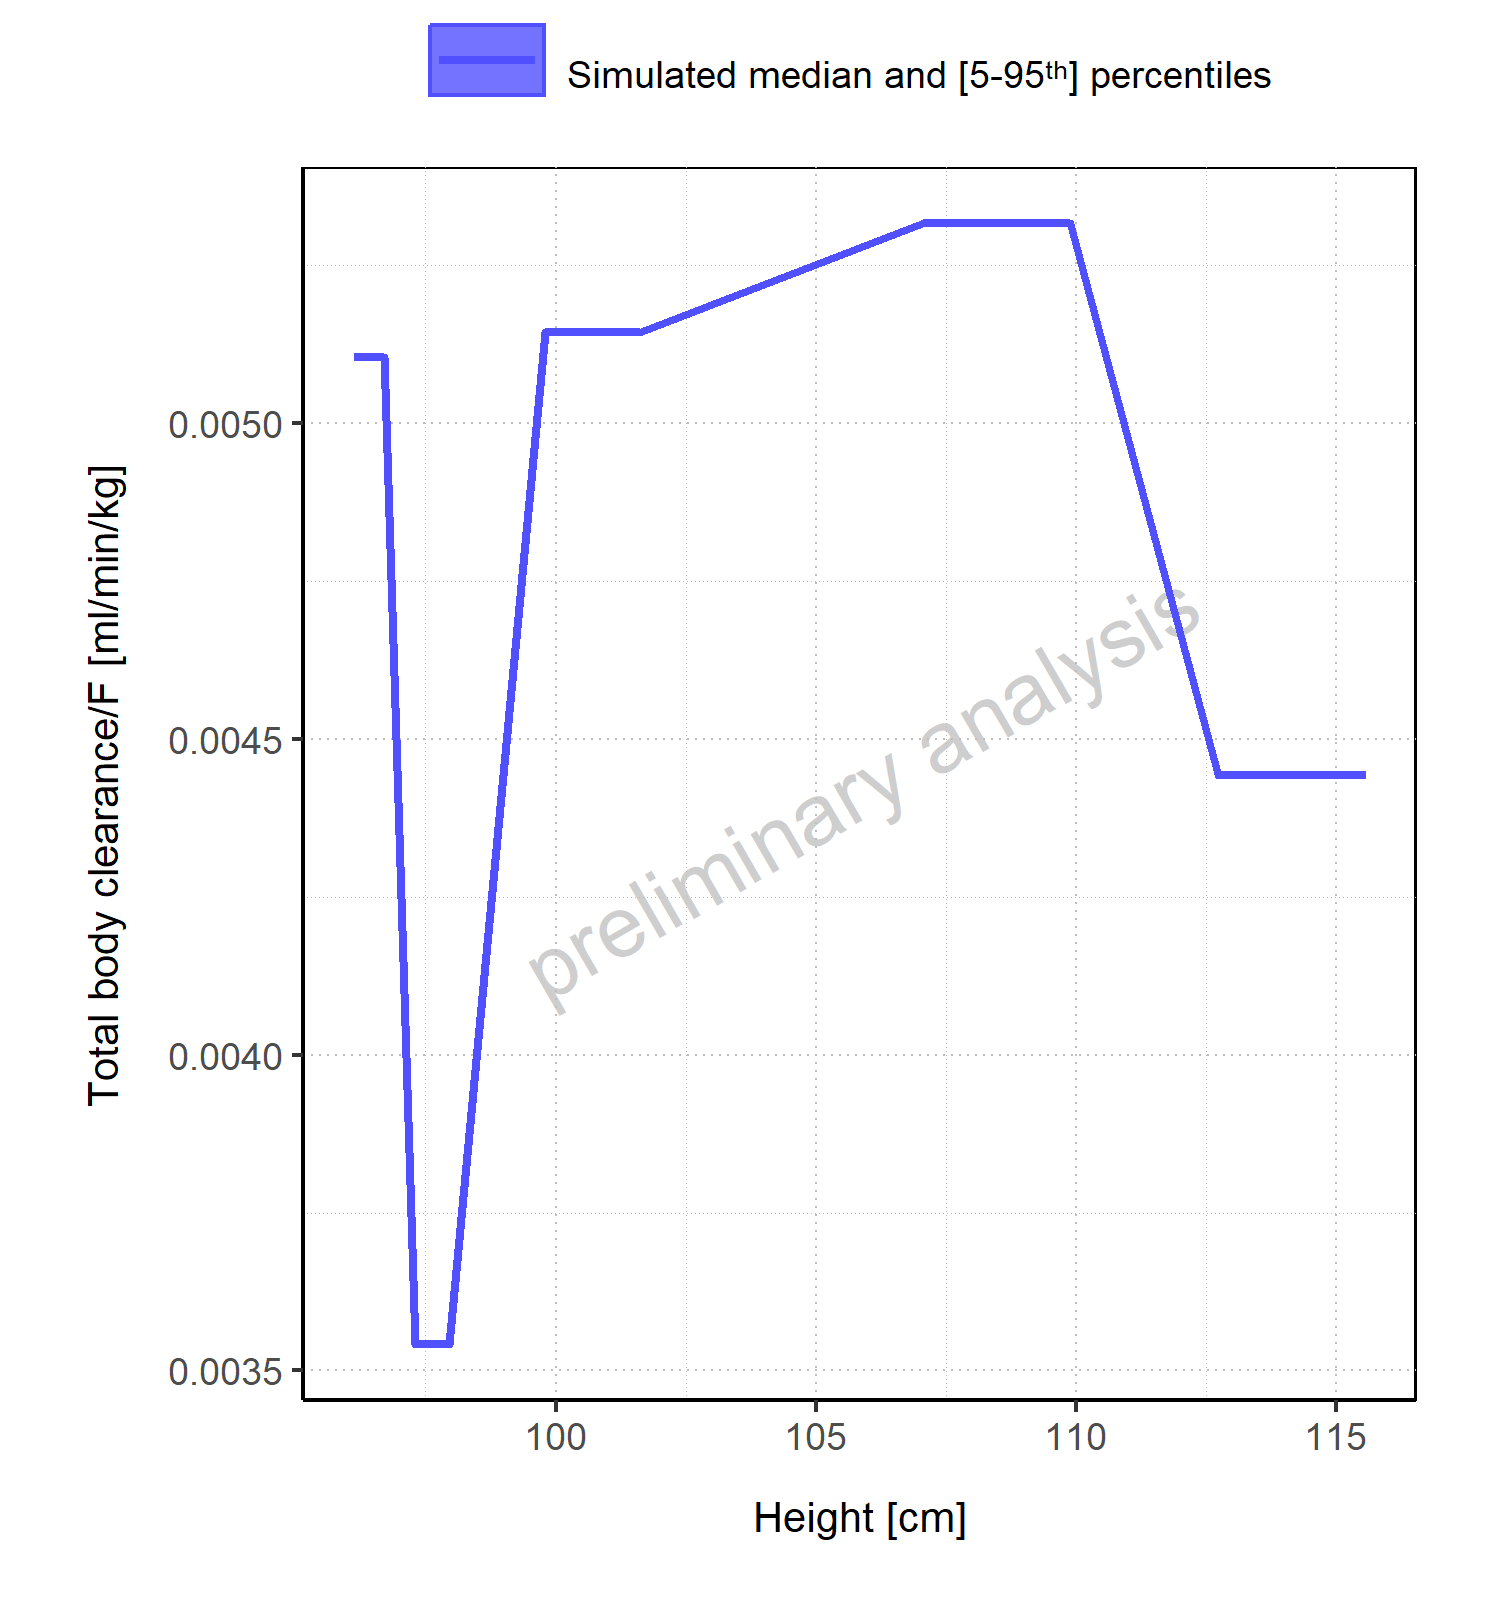 Simulated median and [5-95ᵗʰ] percentiles
Total body clearance/F [ml/min/kg]
0.0050
0.0045
0.0040
0.0035
preliminary analysis
100
105
110
115
Height [cm]